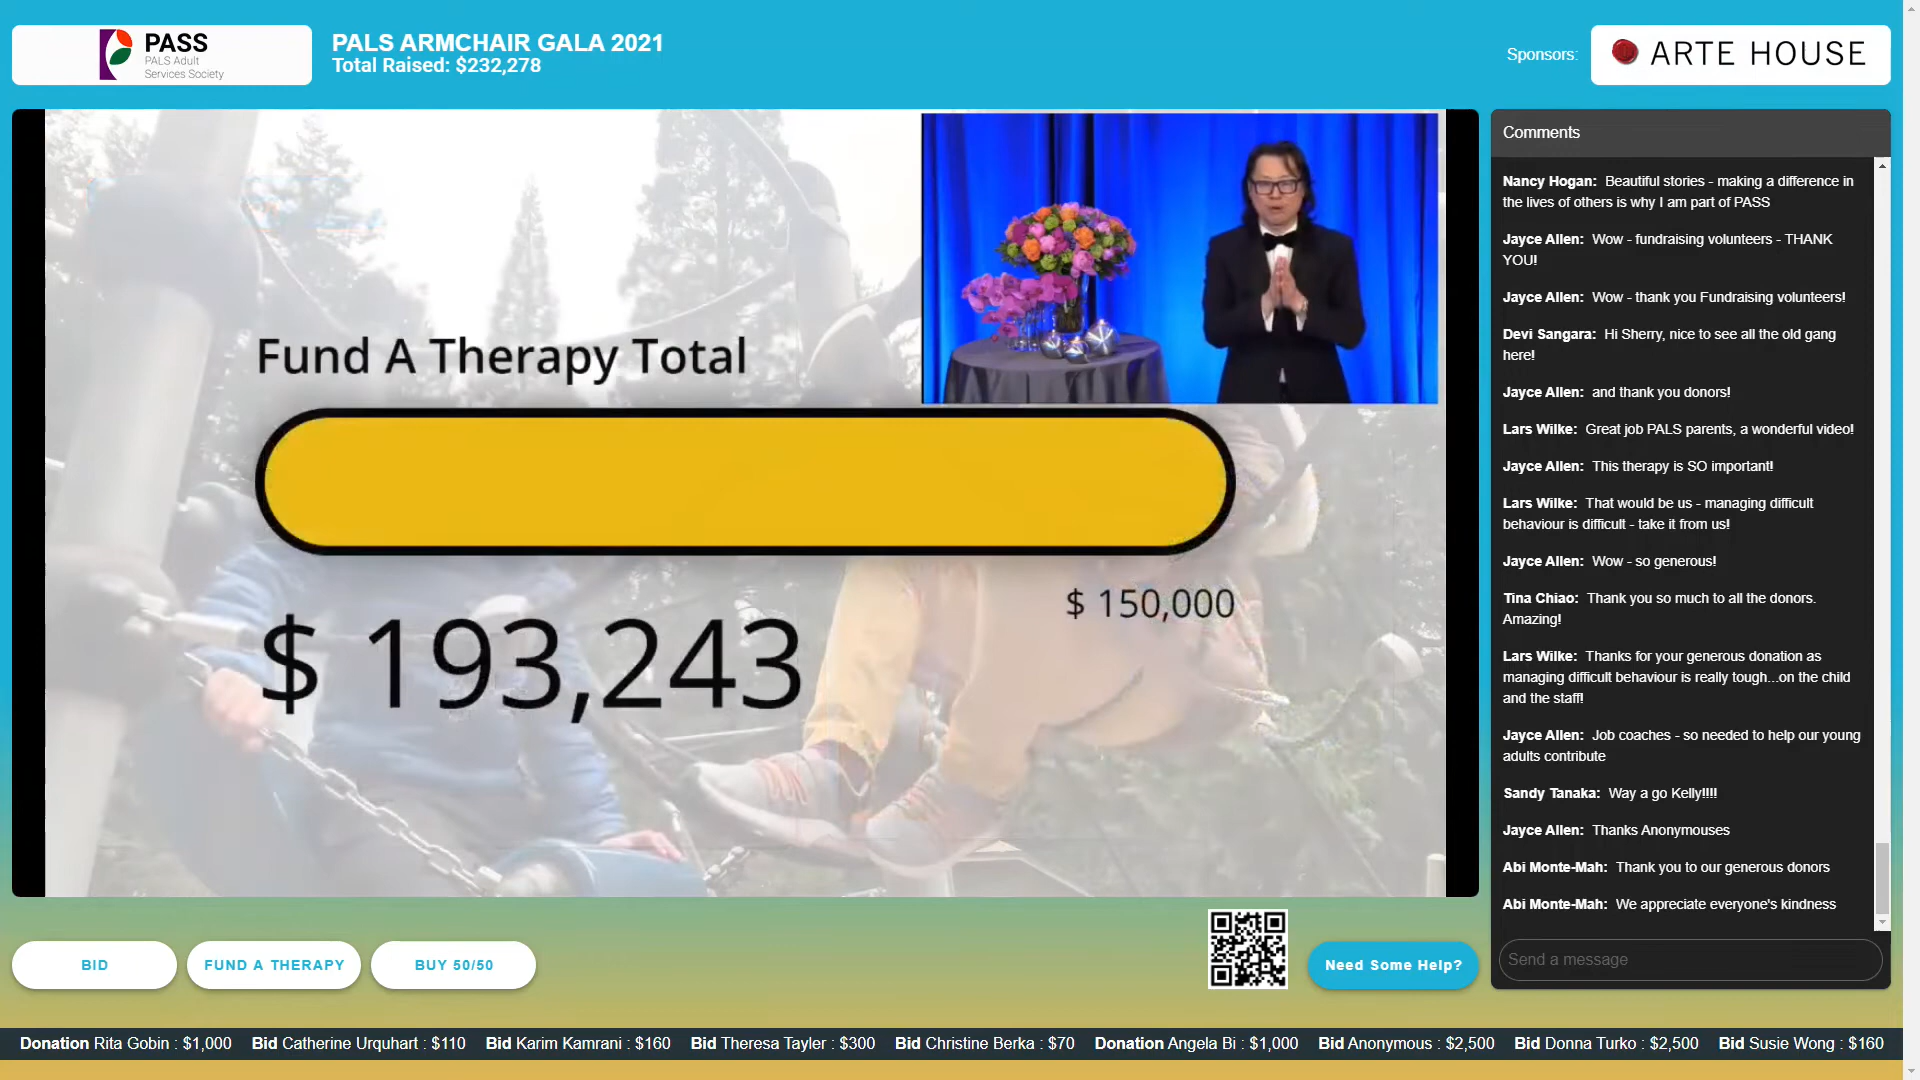 PASS
PALS Adult
Services Society
PALS ARMCHAIR GALA 2021
Total Raised: $232,278
Sponsors:
ARTE HOUSE
Fund A Therapy Total
$ 150,000
$ 193,243
Comments
Nancy Hogan: Beautiful stories - making a difference in
the lives of others is why I am part of PASS
Jayce Allen: Wow - fundraising volunteers - THANK
YOU!
Jayce Allen: Wow - thank you Fundraising volunteers!
Devi Sangara: Hi Sherry, nice to see all the old gang
here!
Jayce Allen: and thank you donors!
Lars Wilke: Great job PALS parents, a wonderful video!
Jayce Allen: This therapy is SO important!
Lars Wilke: That would be us - managing difficult
behaviour is difficult - take it from us!
Jayce Allen: Wow - so generous!
Tina Chiao: Thank you so much to all the donors.
Amazing!
Lars Wilke: Thanks for your generous donation as
managing difficult behaviour is really tough...on the child
and the staff!
Jayce Allen: Job coaches - so needed to help our young
adults contribute
Sandy Tanaka: Way a go Kelly!!!!
Jayce Allen: Thanks Anonymouses
Abi Monte-Mah: Thank you to our generous donors
Abi Monte-Mah: We appreciate everyone's kindness
Send a message
BID
FUND A THERAPY
BUY 50/50
Need Some Help?
Donation Rita Gobin : $1,000 Bid Catherine Urquhart : $110 Bid Karim Kamrani : $160 Bid Theresa Tayler : $300 Bid Christine Berka : $70 Donation Angela Bi : $1,000 Bid Anonymous : $2,500 Bid Donna Turko : $2,500 Bid Susie Wong : $160